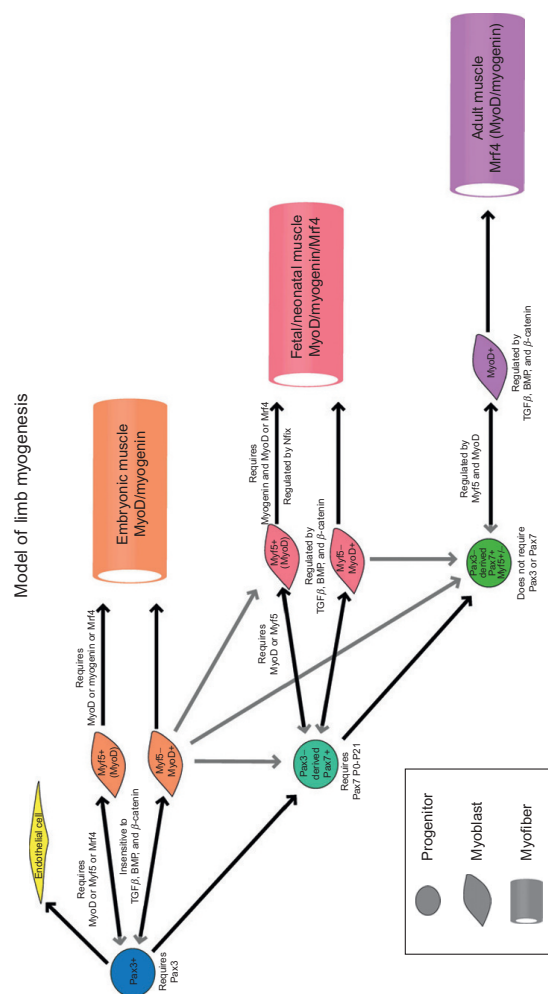 Model of limb myogenesis
Endothelial cell
Pax3+
Requires
Pax3
Requires
MyoD or Myf5 or Mrf4
Insensitive to
TGFβ, BMP, and β-catenin
Myf5+
(MyoD)
Myf5−
MyoD+
Requires
MyoD or myogenin or Mrf4
Embryonic muscle
MyoD/myogenin
Pax3−
derived
Pax7+
Requires
Pax7 P0-P21
Requires
MyoD or Myf5
Regulated by
TGFβ, BMP, and β-catenin
Myf5+
(MyoD)
Myf5−
MyoD+
Requires
Myogenin and MyoD or Mrf4
Regulated by Nfix
Fetal/neonatal muscle
MyoD/myogenin/Mrf4
Pax3−
derived
Pax7+
Myf5+/-
Does not require
Pax3 or Pax7
Regulated by
Myf5 and MyoD
MyoD+
Regulated by
TGFβ, BMP, and β-catenin
Adult muscle
Mrf4 (MyoD/myogenin)
Progenitor
Myoblast
Myofiber